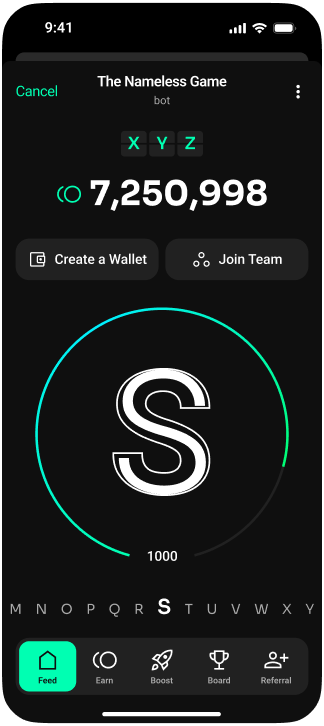 9:41
Cancel
The Nameless Game
bot
X Y Z
7,250,998
Create a Wallet
Join Team
S
1000
M N O P Q R S T U V W X Y
Feed Earn Boost Board Referral